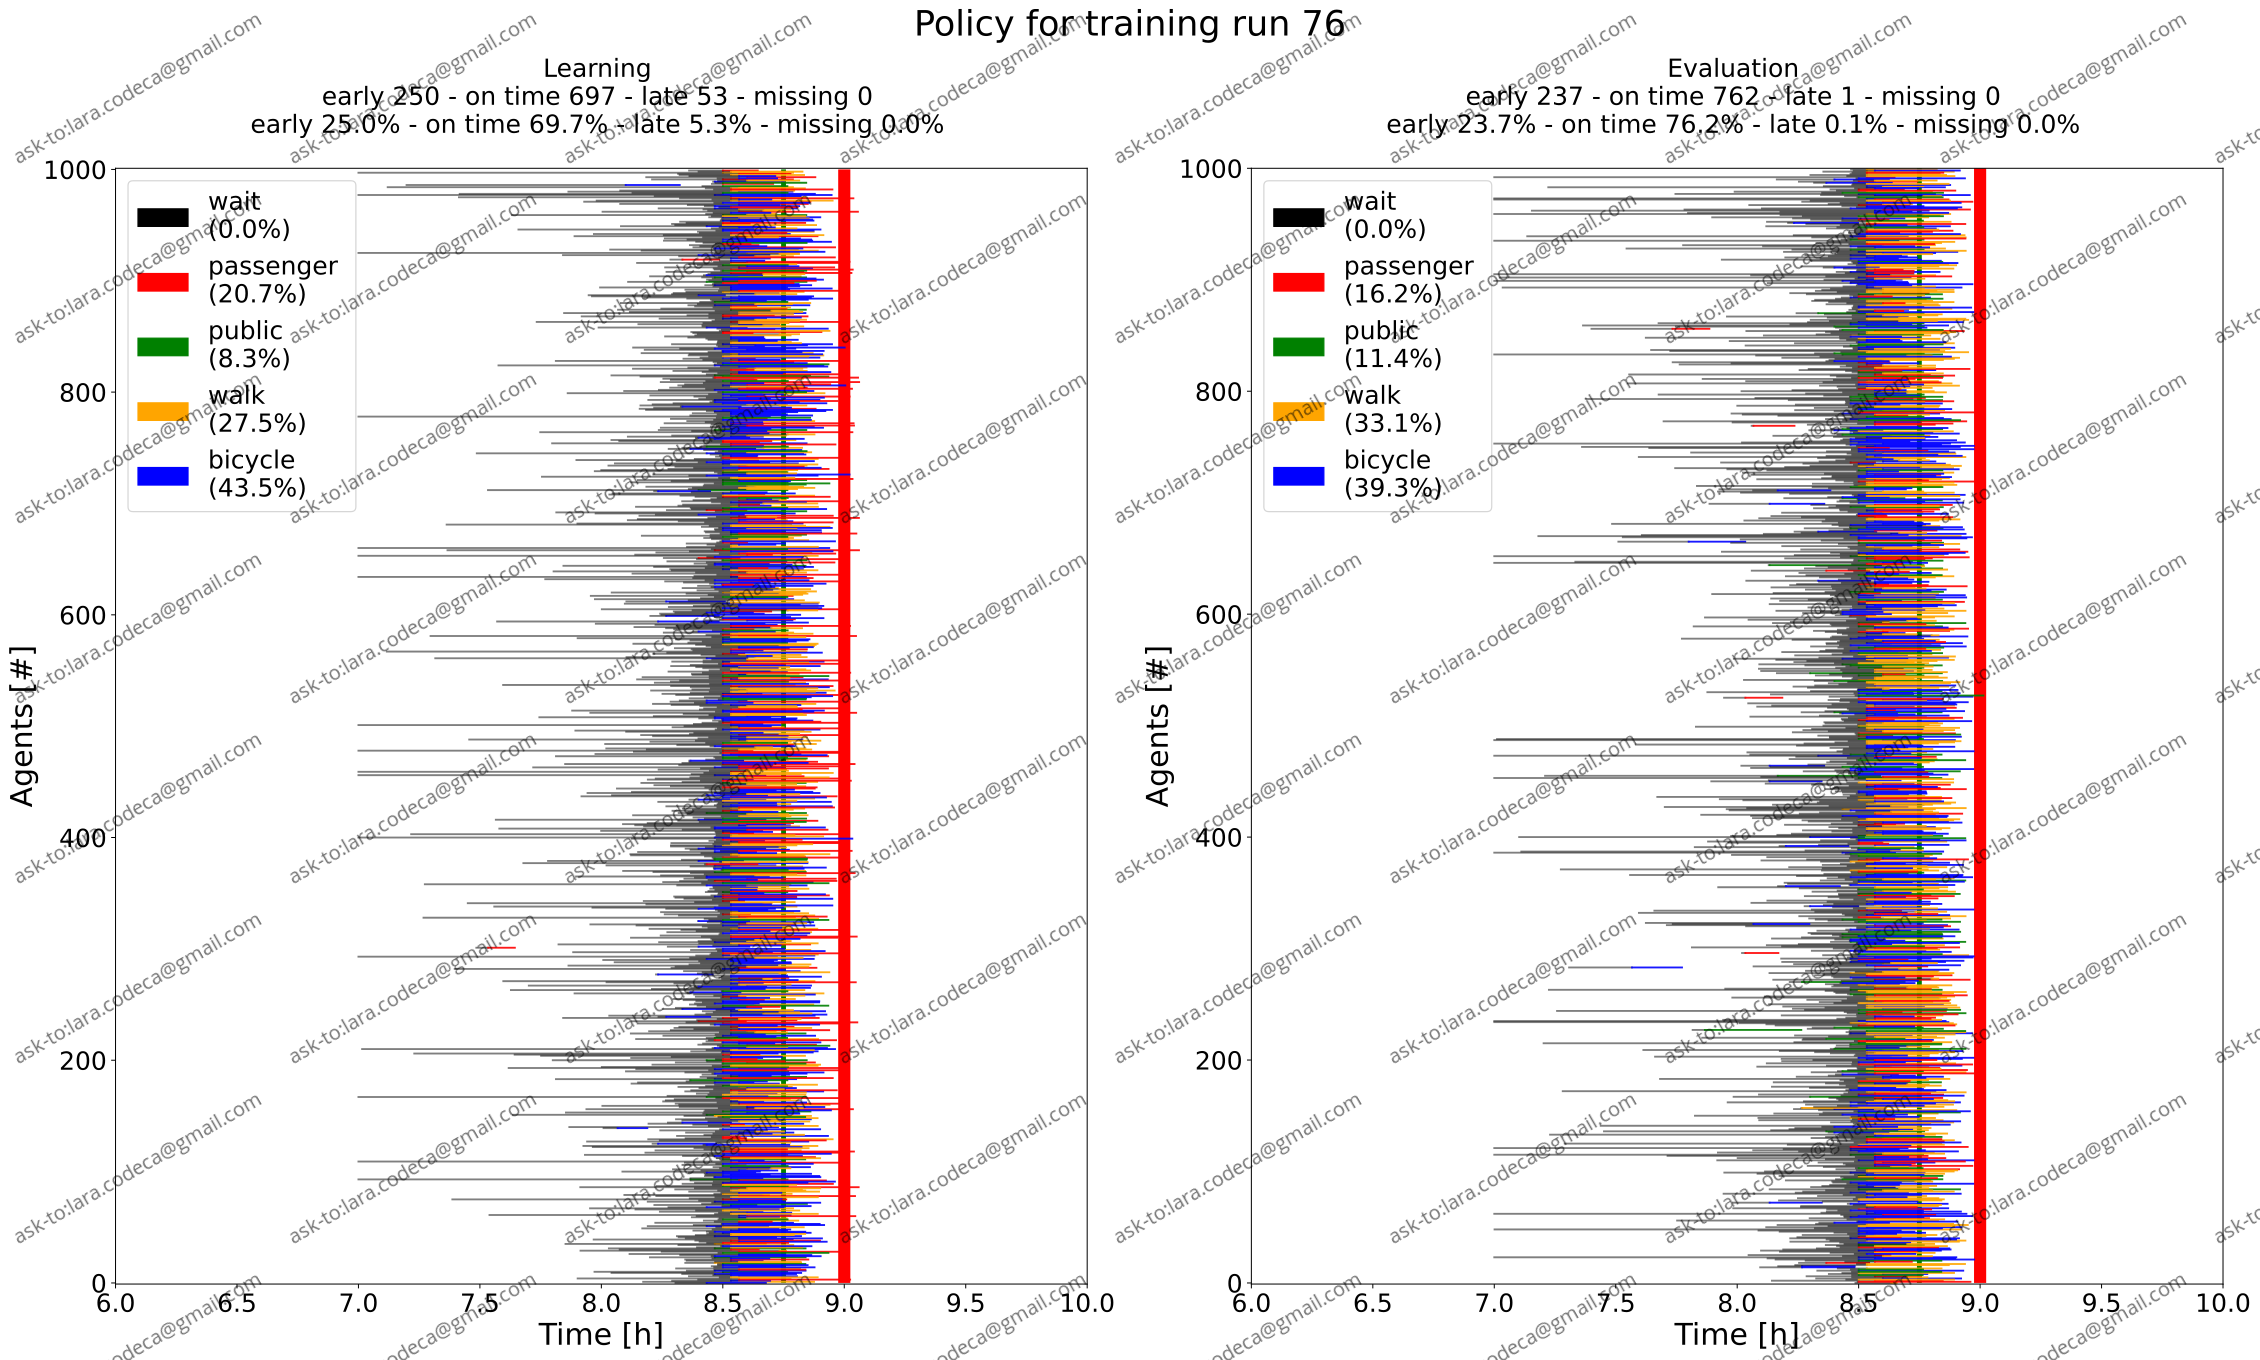 Policy for training run 76
Learning
early 250 - on time 697 - late 53 - missing 0
early 25.0% - on time 69.7% - late 5.3% - missing 0.0%
1000
800
600
400
200
0
Agents [#]
wait
(0.0%)
passenger
(20.7%)
public
(8.3%)
walk
(27.5%)
bicycle
(43.5%)
6.0 6.5 7.0 7.5 8.0 8.5 9.0 9.5 10.0
Time [h]
Evaluation
early 237 - on time 762 - late 1 - missing 0
early 23.7% - on time 76.2% - late 0.1% - missing 0.0%
1000
800
600
400
200
0
Agents [#]
wait
(0.0%)
passenger
(16.2%)
public
(11.4%)
walk
(33.1%)
bicycle
(39.3%)
6.0 6.5 7.0 7.5 8.0 8.5 9.0 9.5 10.0
Time [h]
ask-to:lara.codeca@gmail.com